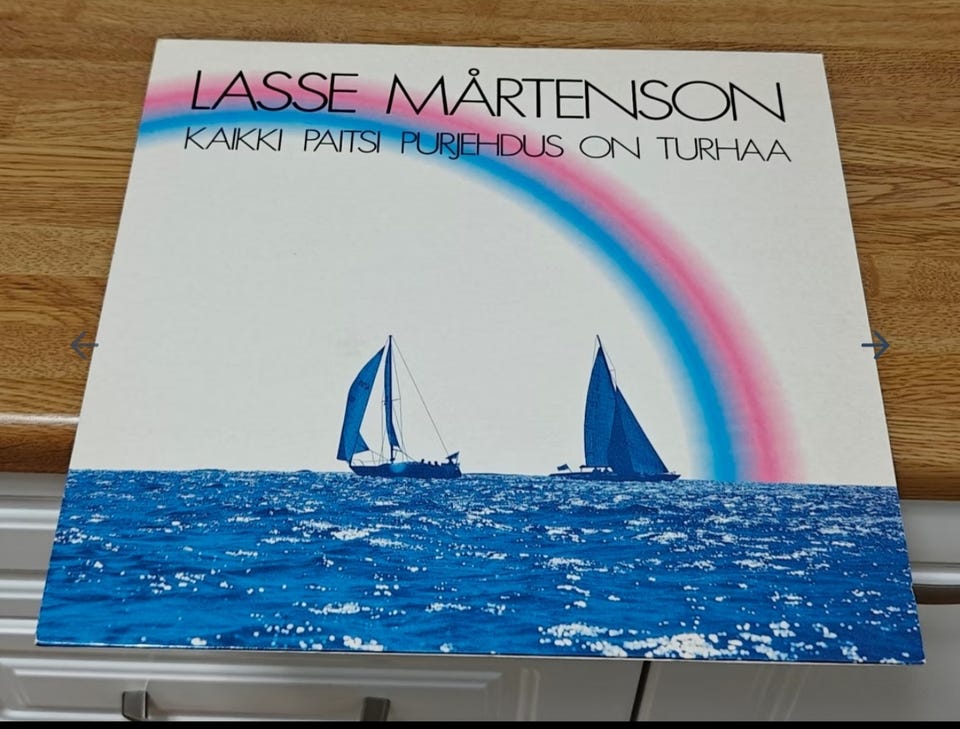 LASSE MÅRTENSON
KAIKKI PAITSI PURJEHDUS ON TURHAA